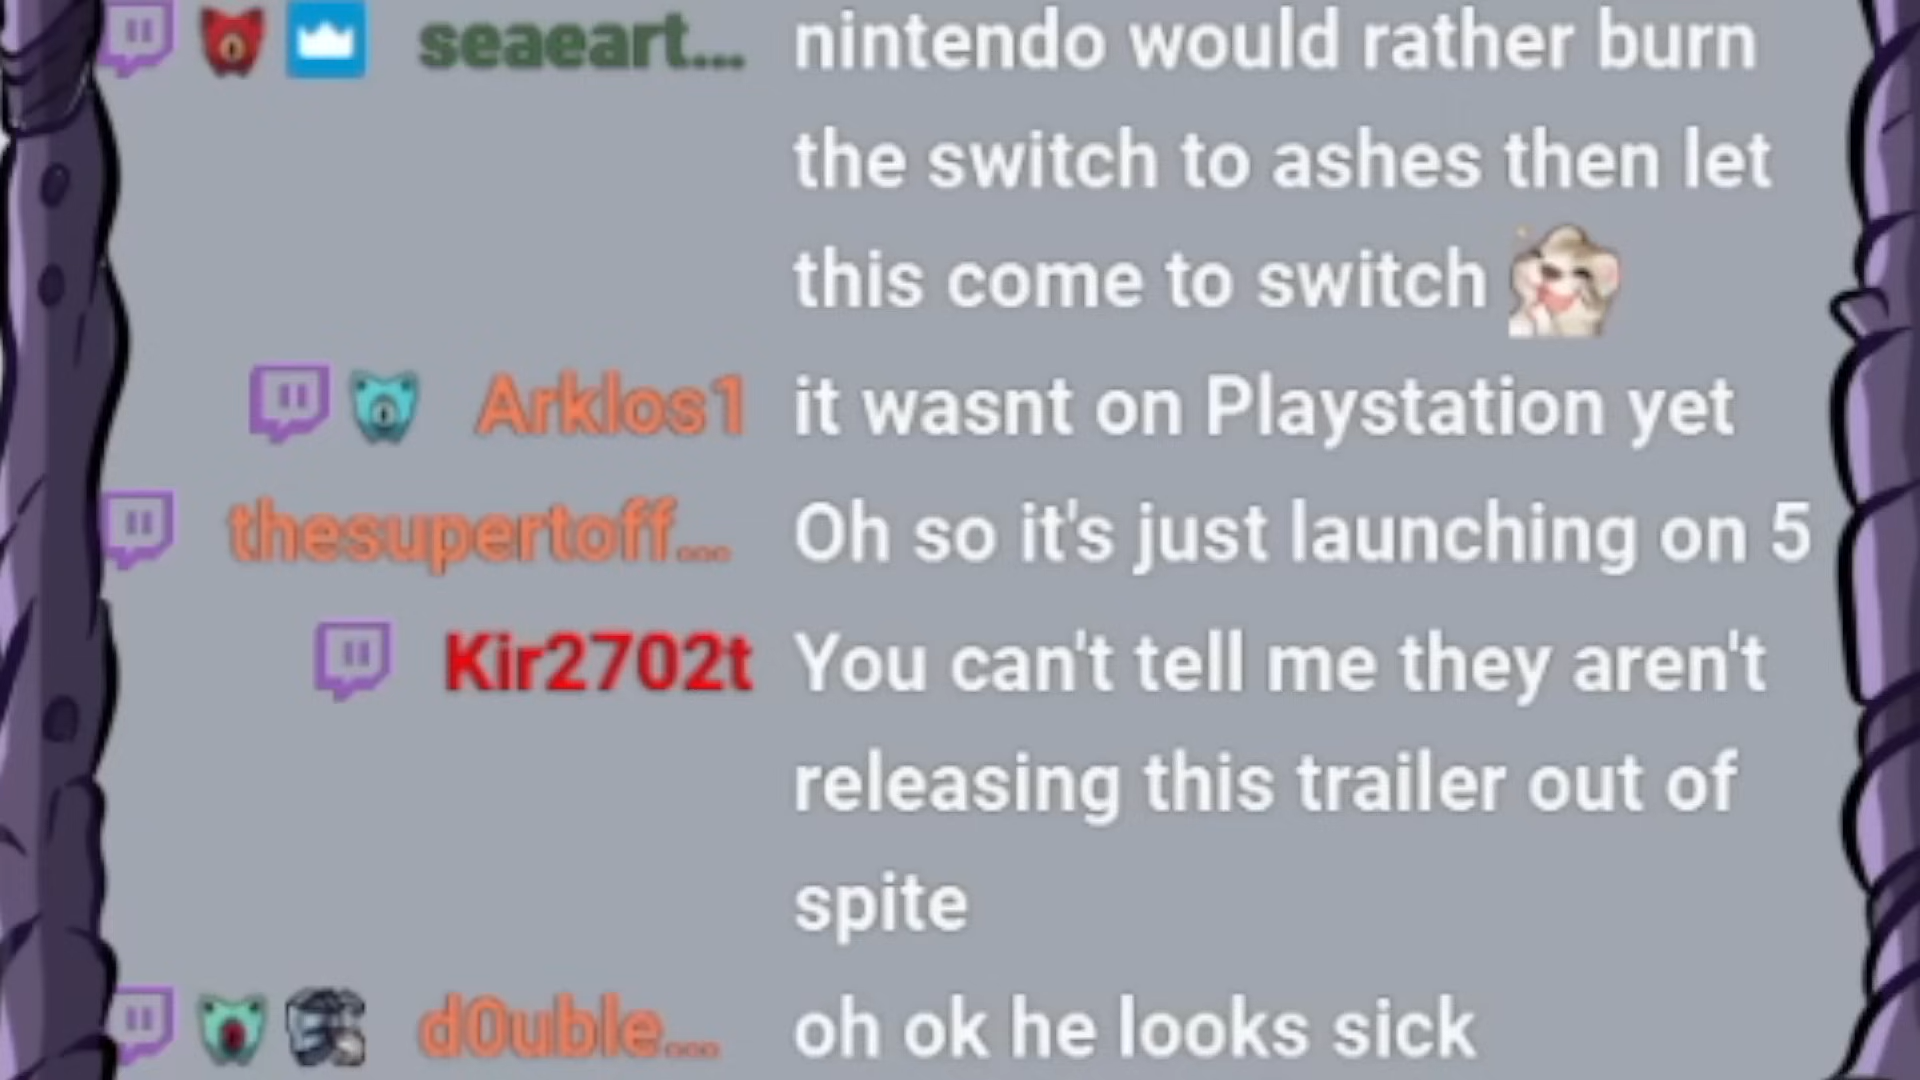 seaeart... nintendo would rather burn
the switch to ashes then let
this come to switch
Arklos1 it wasnt on Playstation yet
thesupertoff... Oh so it's just launching on 5
Kir2702t You can't tell me they aren't
releasing this trailer out of
spite
d0uble... oh ok he looks sick